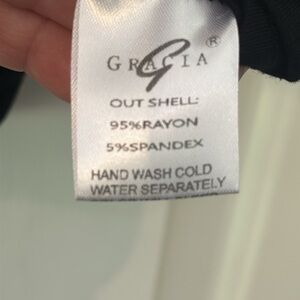 GRACIA ®
OUT SHELL:
95%RAYON
5%SPANDEX
HAND WASH COLD
WATER SEPARATELY